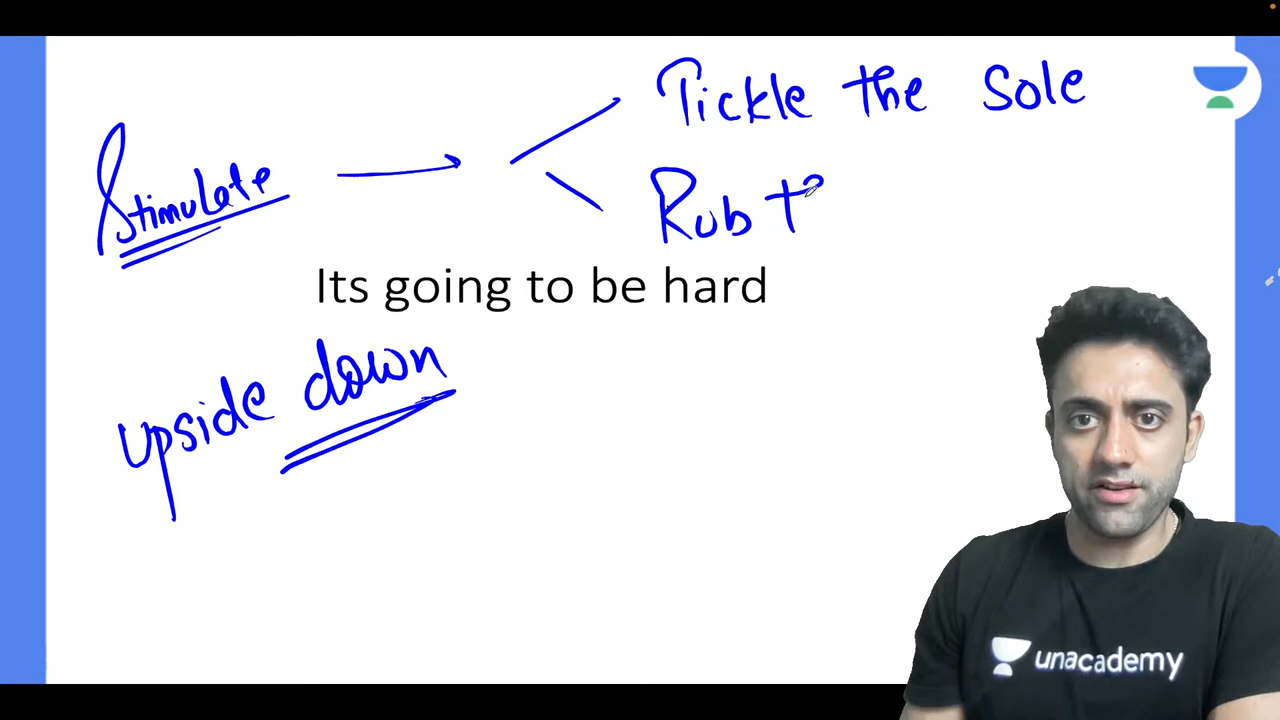 Tickle the Sole
Stimulate
Rub t
Its going to be hard
upside down
unacademy